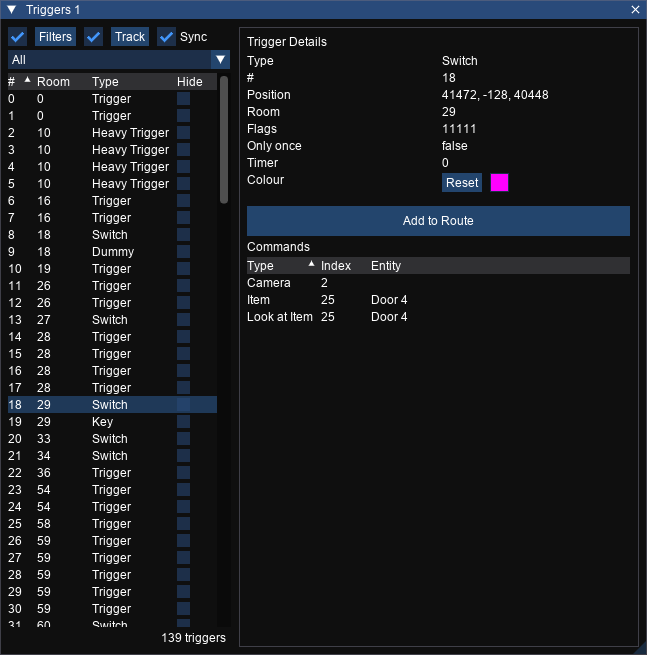 Triggers 1
Filters Track Sync
All
# Room Type Hide
0 0 Trigger
1 0 Trigger
2 10 Heavy Trigger
3 10 Heavy Trigger
4 10 Heavy Trigger
5 10 Heavy Trigger
6 16 Trigger
7 16 Trigger
8 18 Switch
9 18 Dummy
10 19 Trigger
11 26 Trigger
12 26 Trigger
13 27 Switch
14 28 Trigger
15 28 Trigger
16 28 Trigger
17 28 Trigger
18 29 Switch
19 29 Key
20 33 Switch
21 34 Switch
22 36 Trigger
23 54 Trigger
24 54 Trigger
25 58 Trigger
26 59 Trigger
27 59 Trigger
28 59 Trigger
29 59 Trigger
30 59 Trigger
31 60 Switch
139 triggers
Trigger Details
Type Switch
# 18
Position 41472, -128, 40448
Room 29
Flags 11111
Only once false
Timer 0
Colour Reset
Add to Route
Commands
Type Index Entity
Camera 2
Item 25 Door 4
Look at Item 25 Door 4